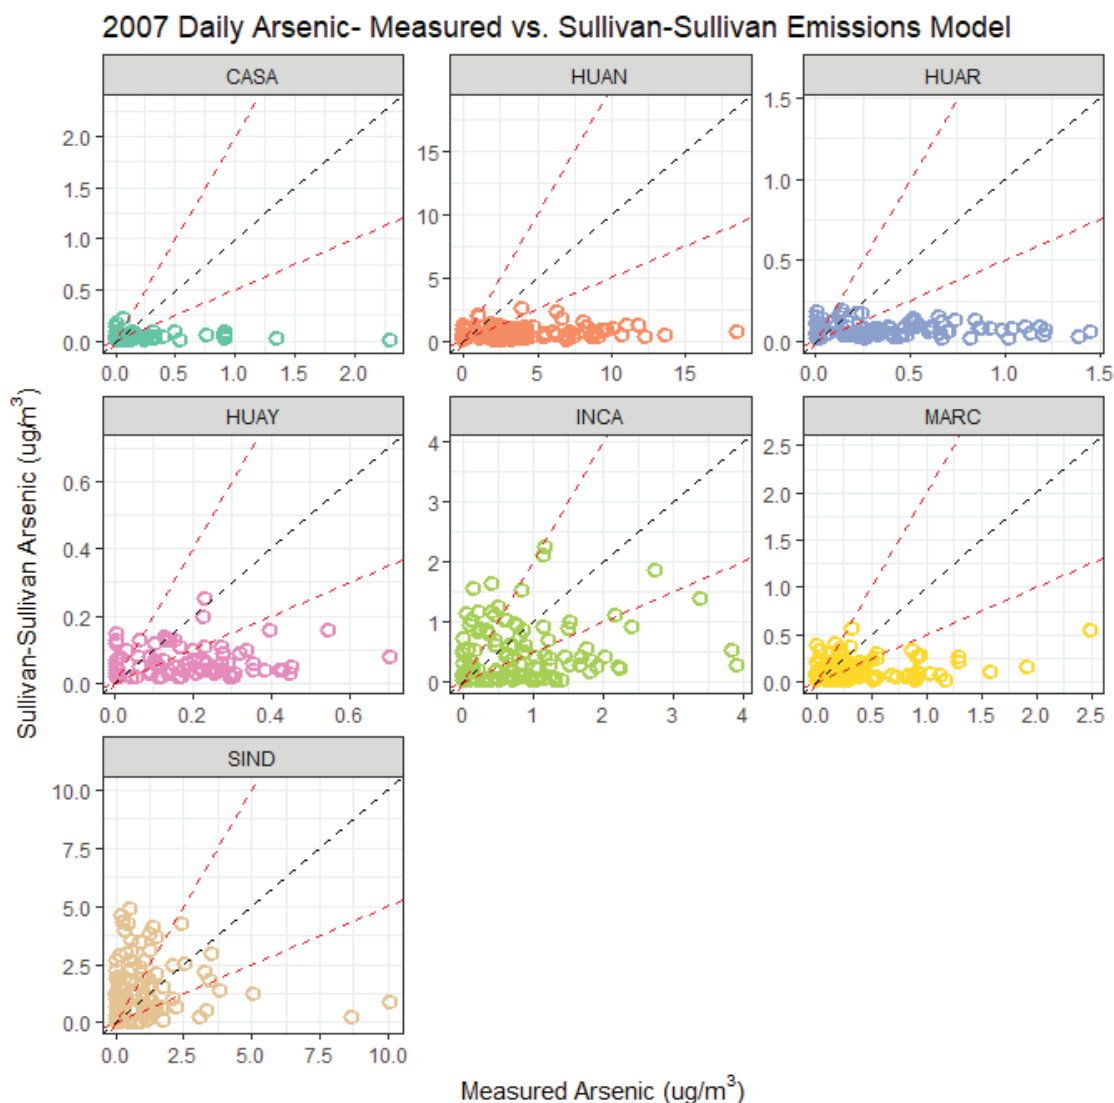 2007 Daily Arsenic- Measured vs. Sullivan-Sullivan Emissions Model
CASA
HUAN
HUAR
2.0
1.5
1.0
0.5
0.0
15
10
5
0
1.5
1.0
0.5
0.0
0.0 0.5 1.0 1.5 2.0
0 5 10 15
0.0 0.5 1.0 1.5
HUAY
INCA
MARC
0.6
0.4
0.2
0.0
4
3
2
1
0
2.5
2.0
1.5
1.0
0.5
0.0
0.0 0.2 0.4 0.6
0 1 2 3 4
0.0 0.5 1.0 1.5 2.0 2.5
SIND
10.0
7.5
5.0
2.5
0.0
0.0 2.5 5.0 7.5 10.0
Sullivan-Sullivan Arsenic (ug/m³)
Measured Arsenic (ug/m³)